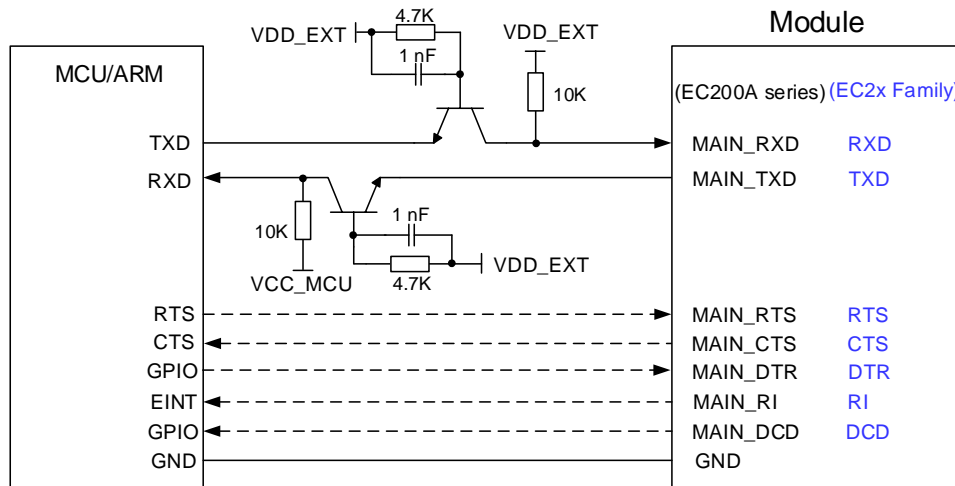 Module
4.7K
VDD_EXT
1 nF
VDD_EXT
10K
MCU/ARM
(EC200A series) (EC2x Family)
TXD
MAIN_RXD RXD
RXD
MAIN_TXD TXD
10K
VCC_MCU
1 nF
4.7K
VDD_EXT
RTS
MAIN_RTS RTS
CTS
MAIN_CTS CTS
GPIO
MAIN_DTR DTR
EINT
MAIN_RI RI
GPIO
MAIN_DCD DCD
GND
GND